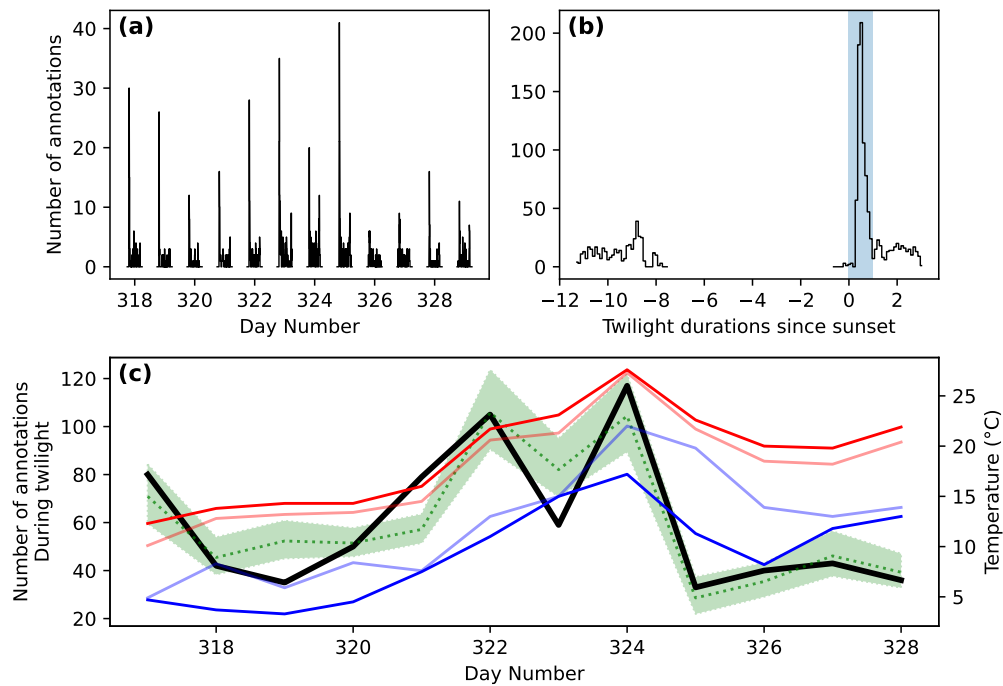 (a)
Number of annotations
40
30
20
10
0
318 320 322 324 326 328
Day Number
(b)
200
150
100
50
0
−12 −10 −8 −6 −4 −2 0 2
Twilight durations since sunset
(c)
Number of annotations
During twilight
120
100
80
60
40
20
25
20
15
10
5
Temperature (°C)
318 320 322 324 326 328
Day Number